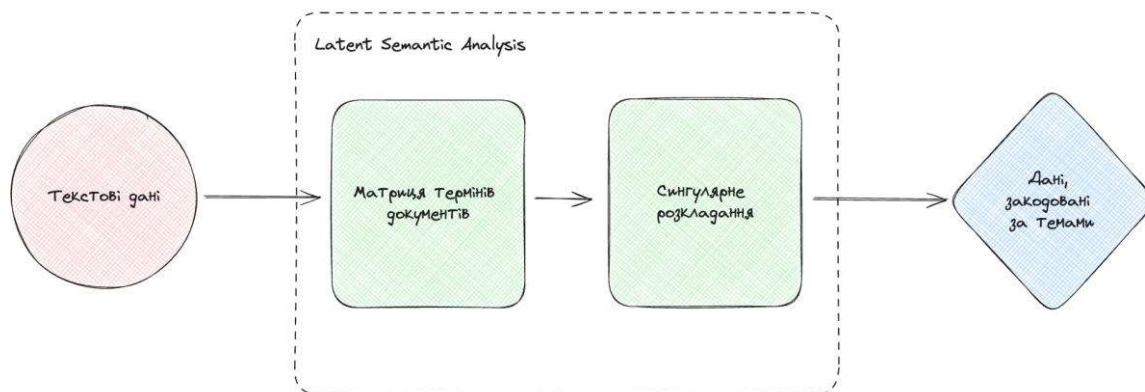 Latent Semantic Analysis
Текстові дані
Матриця термінів
документів
Сингулярне
розкладання
Дані,
закодовані
за темами